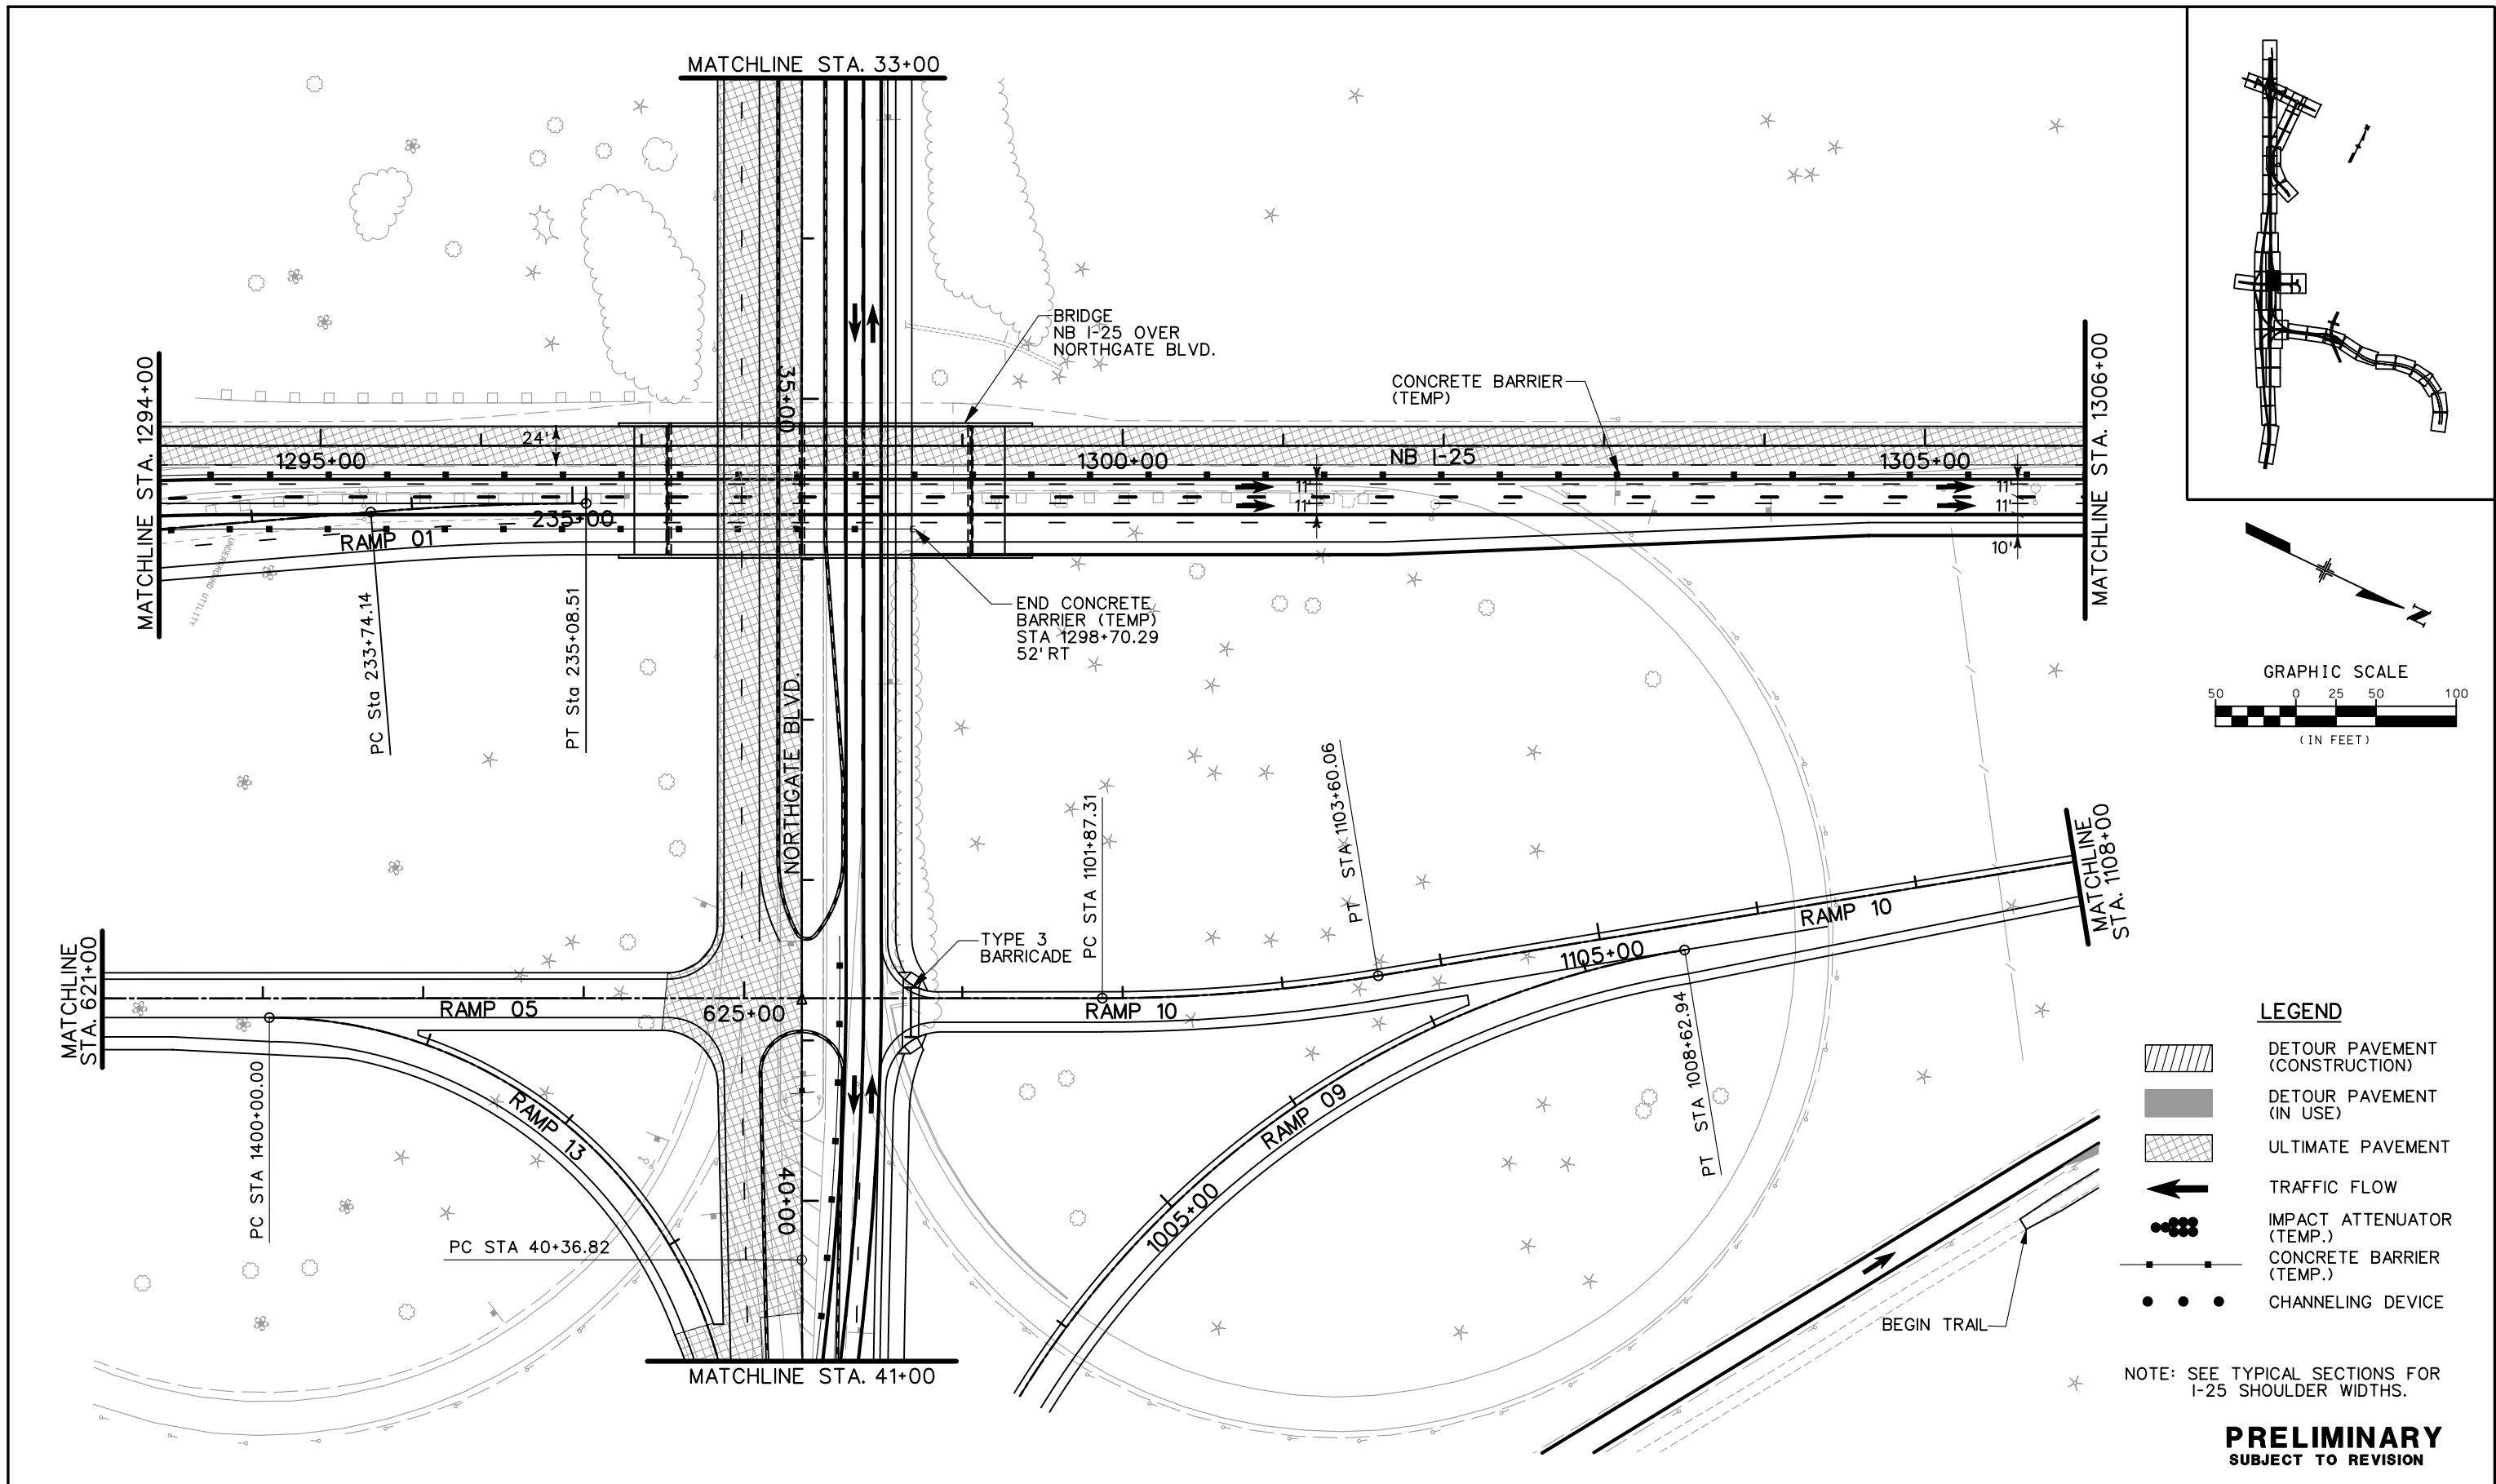 MATCHLINE STA. 33+00
BRIDGE
NB I-25 OVER
NORTHGATE BLVD.
CONCRETE BARRIER
(TEMP)
MATCHLINE STA. 1294+00
MATCHLINE STA. 1306+00
35+00
24'
1295+00
1300+00
NB I-25
1305+00
11'
11'
11'
11'
10'
235+00
RAMP 01
UNDERGROUND UTILITY
PC Sta 233+74.14
PT Sta 235+08.51
END CONCRETE
BARRIER (TEMP)
STA 1298+70.29
52' RT
NORTHGATE BLVD.
PC STA 1101+87.31
PT STA 1103+60.06
TYPE 3
BARRICADE
MATCHLINE
STA. 621+00
MATCHLINE
STA. 1108+00
RAMP 05
625+00
RAMP 10
1105+00
RAMP 10
PC STA 1400+00.00
RAMP 13
RAMP 09
1005+00
PT STA 1008+62.94
40+00
PC STA 40+36.82
MATCHLINE STA. 41+00
BEGIN TRAIL
N
GRAPHIC SCALE
50 0 25 50 100
(IN FEET)
LEGEND
DETOUR PAVEMENT
(CONSTRUCTION)
DETOUR PAVEMENT
(IN USE)
ULTIMATE PAVEMENT
TRAFFIC FLOW
IMPACT ATTENUATOR
(TEMP.)
CONCRETE BARRIER
(TEMP.)
CHANNELING DEVICE
NOTE: SEE TYPICAL SECTIONS FOR
I-25 SHOULDER WIDTHS.
PRELIMINARY
SUBJECT TO REVISION